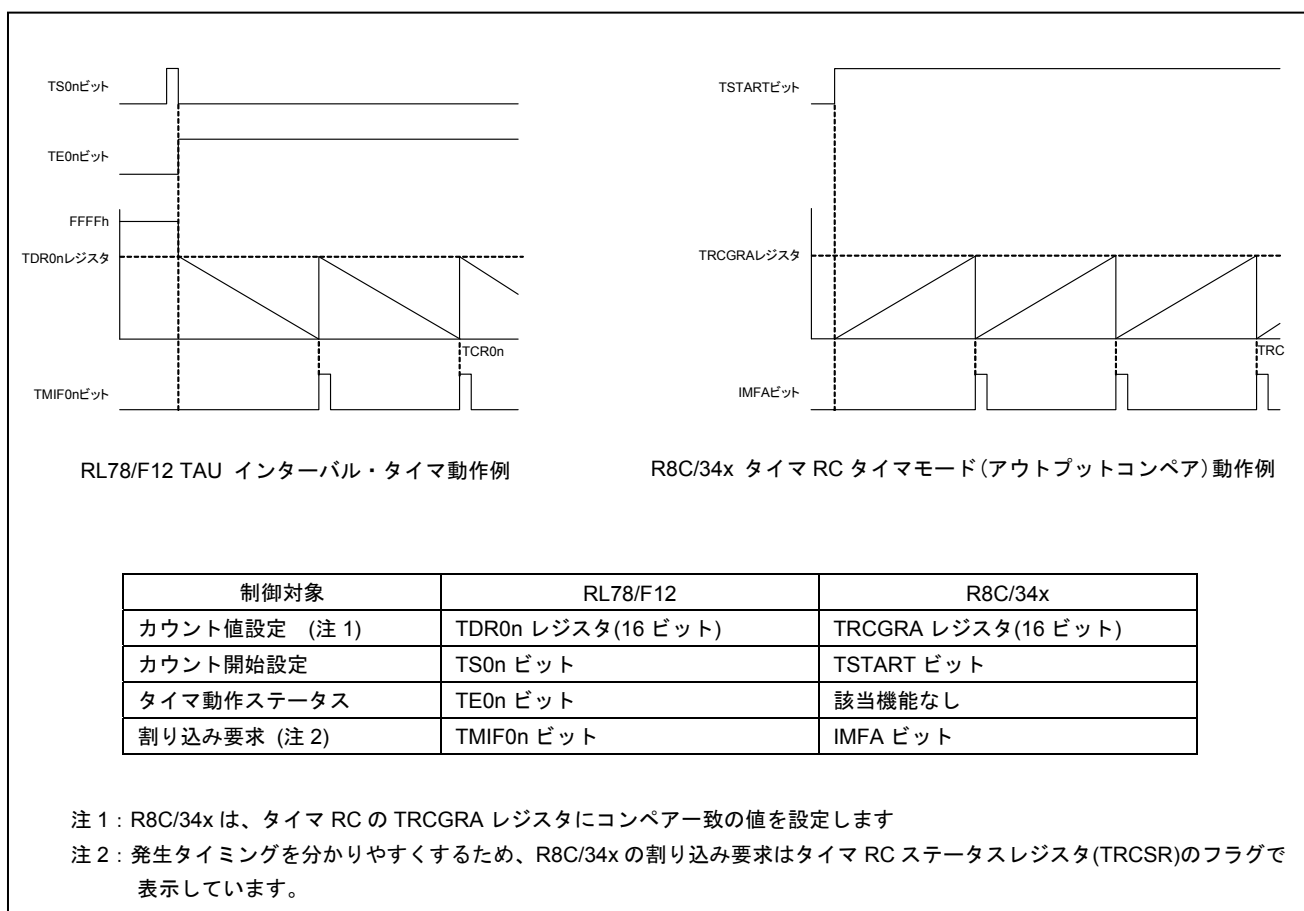 TS0nビット
TE0nビット
FFFFh
TDR0nレジスタ
TCR0n
TMIF0nビット
RL78/F12 TAU インターバル・タイマ動作例
TSTARTビット
TRCGRAレジスタ
TRC
IMFAビット
R8C/34x タイマ RC タイマモード(アウトプットコンペア)動作例
制御対象 RL78/F12 R8C/34x
カウント値設定 (注 1) TDR0n レジスタ(16 ビット) TRCGRA レジスタ(16 ビット)
カウント開始設定 TS0n ビット TSTART ビット
タイマ動作ステータス TE0n ビット 該当機能なし
割り込み要求 (注 2) TMIF0n ビット IMFA ビット
注 1:R8C/34x は、タイマ RC の TRCGRA レジスタにコンペア一致の値を設定します
注 2:発生タイミングを分かりやすくするため、R8C/34x の割り込み要求はタイマ RC ステータスレジスタ(TRCSR)のフラグで
表示しています。